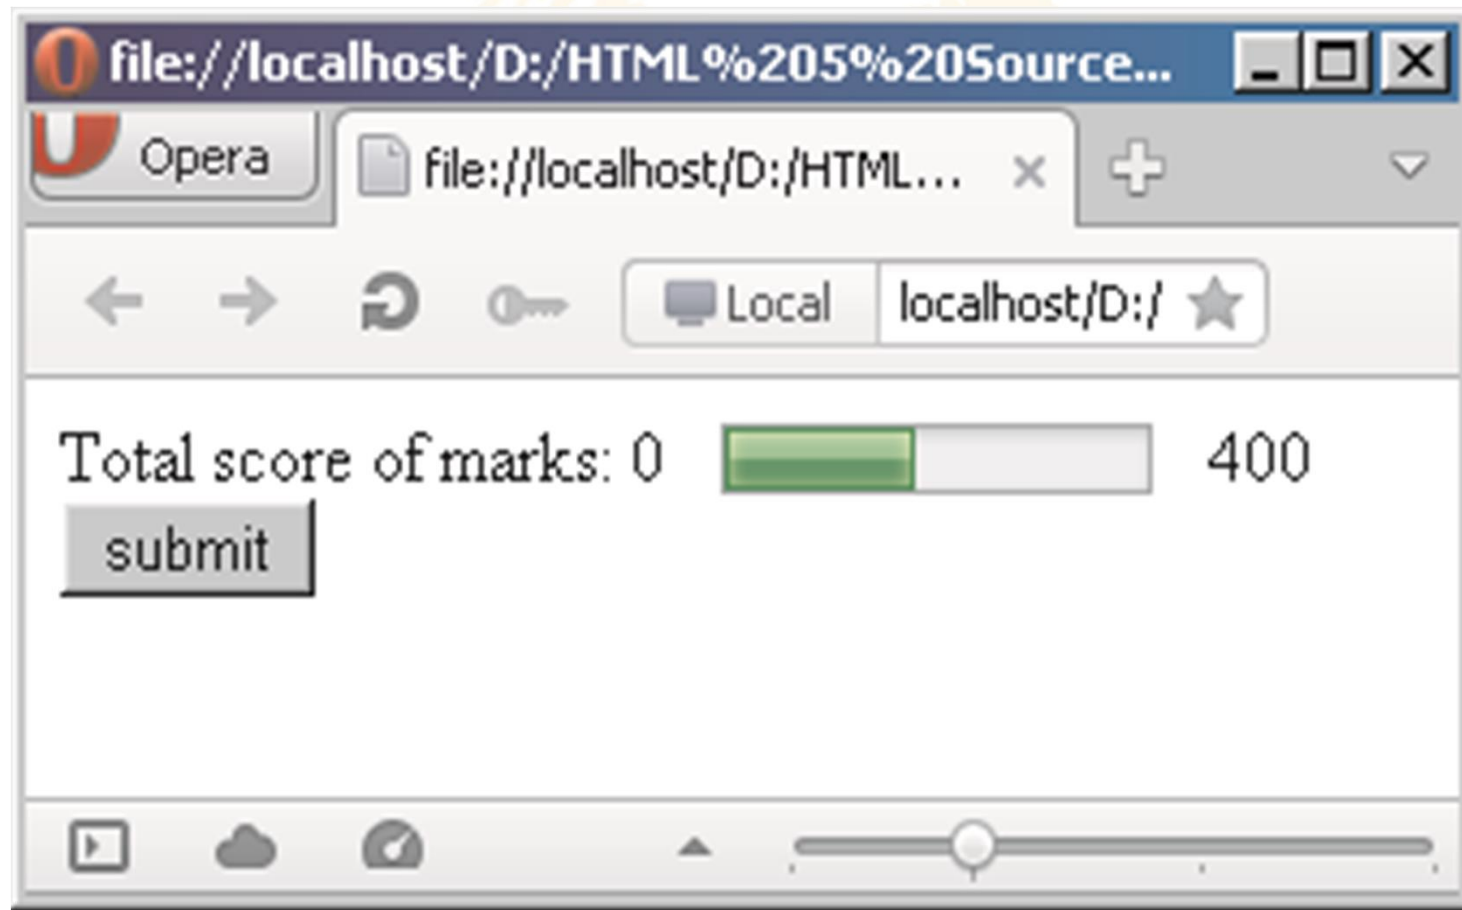 file://localhost/D:/HTML%205%20Source...
Opera
file://localhost/D:/HTML...
Local
localhost/D:/
Total score of marks: 0 400
submit